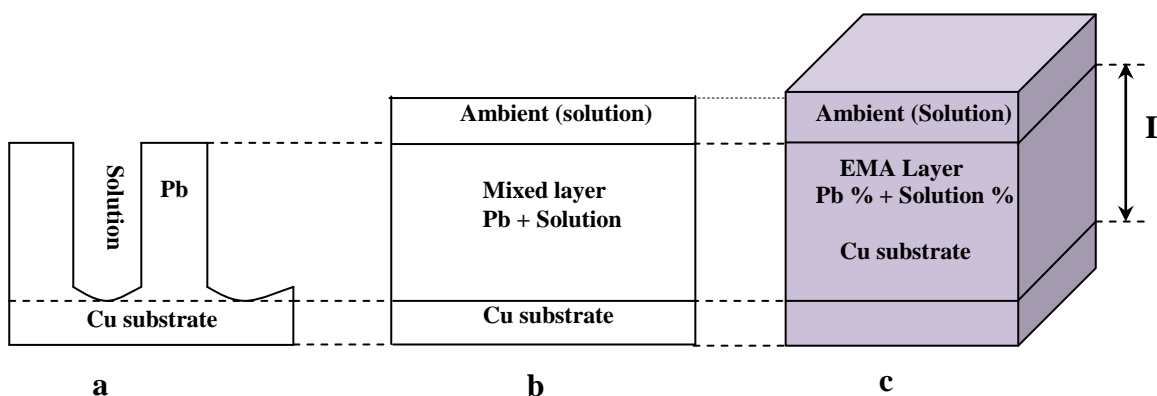 Solution
Pb
Cu substrate
a
Ambient (solution)
Mixed layer
Pb + Solution
Cu substrate
b
Ambient (Solution)
EMA Layer
Pb % + Solution %
Cu substrate
c
I